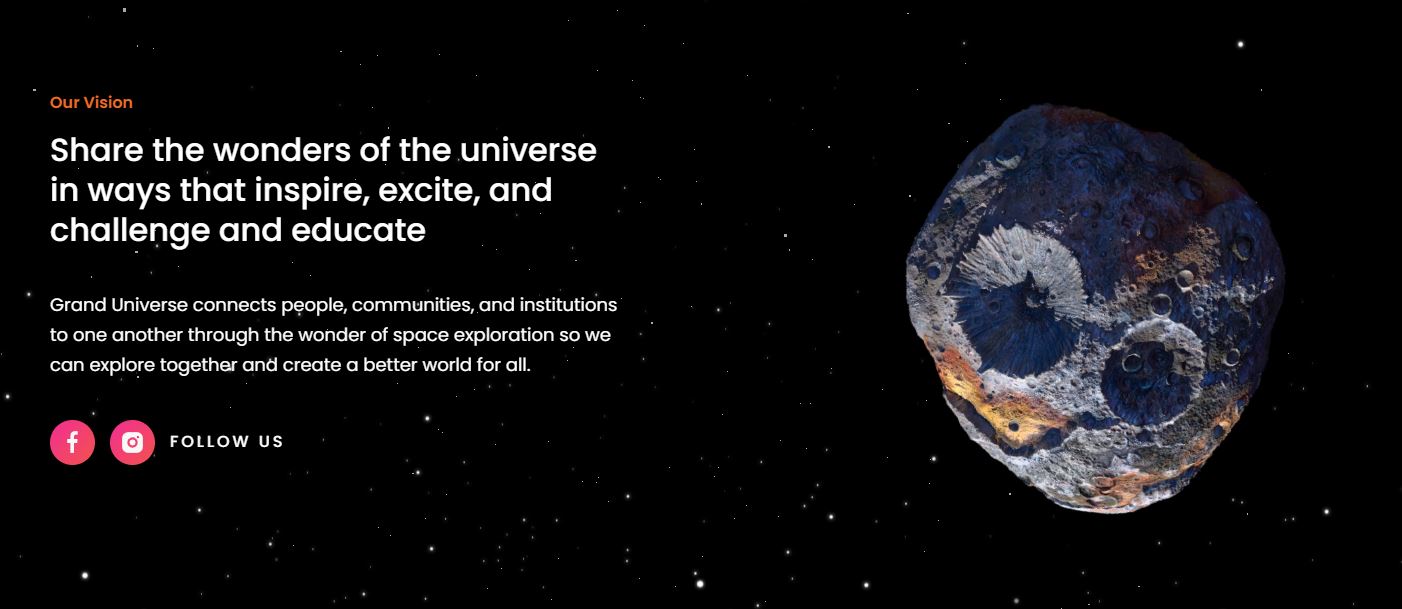 Our Vision
Share the wonders of the universe
in ways that inspire, excite, and
challenge and educate
Grand Universe connects people, communities, and institutions
to one another through the wonder of space exploration so we
can explore together and create a better world for all.
FOLLOW US